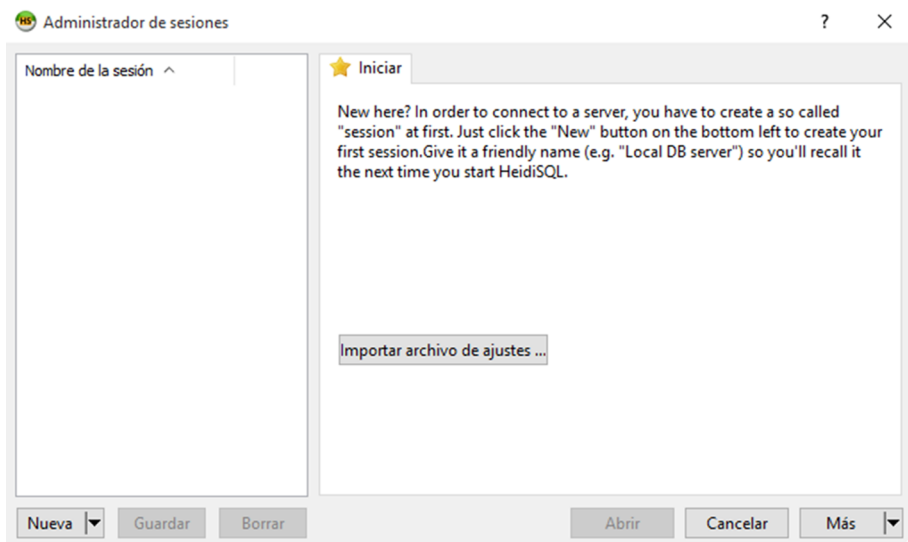 HS Administrador de sesiones ?
Nombre de la sesión
Iniciar
New here? In order to connect to a server, you have to create a so called
"session" at first. Just click the "New" button on the bottom left to create your
first session.Give it a friendly name (e.g. "Local DB server") so you'll recall it
the next time you start HeidiSQL.
Importar archivo de ajustes ...
Nueva Guardar Borrar Abrir Cancelar Más